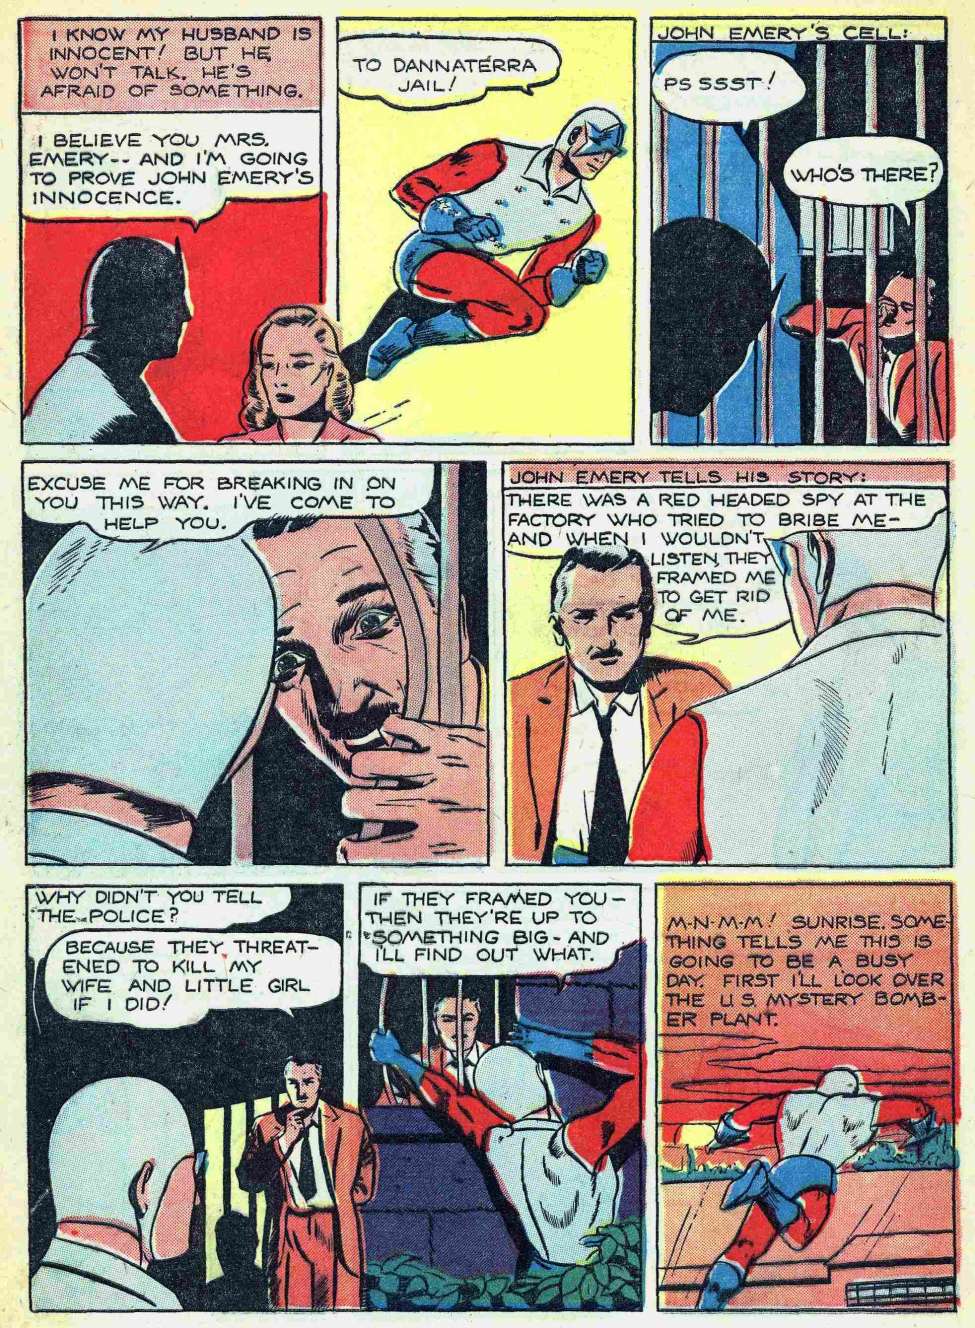 I KNOW MY HUSBAND IS
INNOCENT! BUT HE
WON'T TALK. HE'S
AFRAID OF SOMETHING.
I BELIEVE YOU MRS.
EMERY-- AND I'M GOING
TO PROVE JOHN EMERY'S
INNOCENCE.
TO DANNATERRA
JAIL!
JOHN EMERY'S CELL:
PS SSST!
WHO'S THERE?
EXCUSE ME FOR BREAKING IN ON
YOU THIS WAY. I'VE COME TO
HELP YOU.
JOHN EMERY TELLS HIS STORY:
THERE WAS A RED HEADED SPY AT THE
FACTORY WHO TRIED TO BRIBE ME-
AND WHEN I WOULDN'T
LISTEN, THEY
FRAMED ME
TO GET RID
OF ME.
WHY DIDN'T YOU TELL
THE POLICE?
BECAUSE THEY THREAT-
ENED TO KILL MY
WIFE AND LITTLE GIRL
IF I DID!
IF THEY FRAMED YOU-
THEN THEY'RE UP TO
SOMETHING BIG - AND
I'LL FIND OUT WHAT.
M-N-M-M! SUNRISE. SOME-
THING TELLS ME THIS IS
GOING TO BE A BUSY
DAY. FIRST I'LL LOOK OVER
THE U.S. MYSTERY BOMB-
ER PLANT.